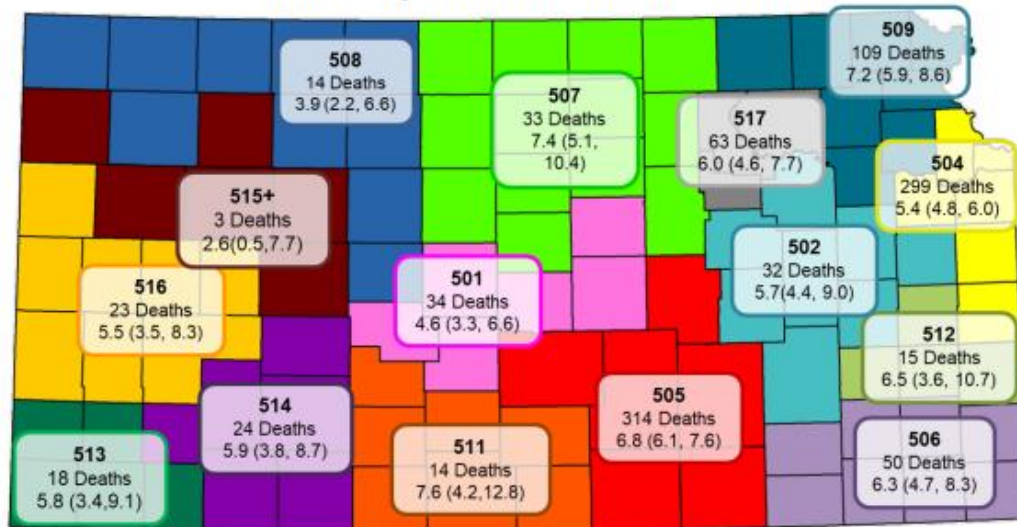 508
14 Deaths
3.9 (2.2, 6.6)
507
33 Deaths
7.4 (5.1,
10.4)
509
109 Deaths
7.2 (5.9, 8.6)
517
63 Deaths
6.0 (4.6, 7.7)
504
299 Deaths
5.4 (4.8, 6.0)
515+
3 Deaths
2.6(0.5,7.7)
516
23 Deaths
5.5 (3.5, 8.3)
501
34 Deaths
4.6 (3.3, 6.6)
502
32 Deaths
5.7(4.4, 9.0)
512
15 Deaths
6.5 (3.6, 10.7)
513
18 Deaths
5.8 (3.4,9.1)
514
24 Deaths
5.9 (3.8, 8.7)
511
14 Deaths
7.6 (4.2,12.8)
505
314 Deaths
6.8 (6.1, 7.6)
506
50 Deaths
6.3 (4.7, 8.3)